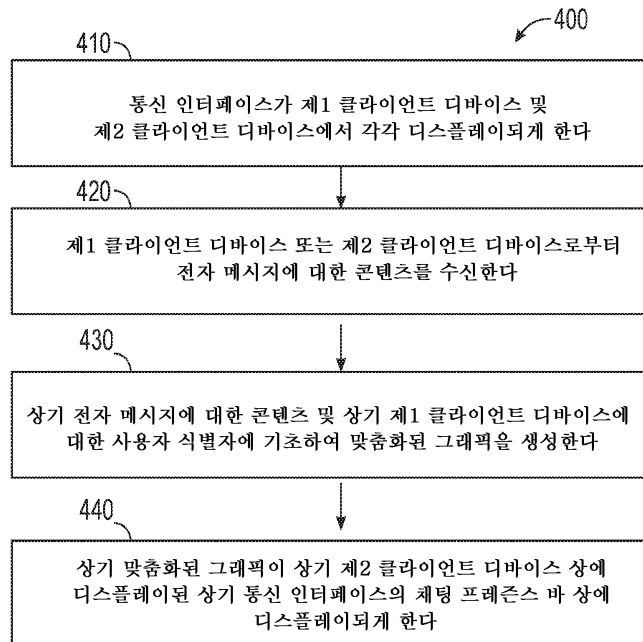 400
410
통신 인터페이스가 제1 클라이언트 디바이스 및
제2 클라이언트 디바이스에서 각각 디스플레이되게 한다
420
제1 클라이언트 디바이스 또는 제2 클라이언트 디바이스로부터
전자 메시지에 대한 콘텐츠를 수신한다
430
상기 전자 메시지에 대한 콘텐츠 및 상기 제1 클라이언트 디바이스에
대한 사용자 식별자에 기초하여 맞춤화된 그래픽을 생성한다
440
상기 맞춤화된 그래픽이 상기 제2 클라이언트 디바이스 상에
디스플레이된 상기 통신 인터페이스의 채팅 프레즌스 바 상에
디스플레이되게 한다